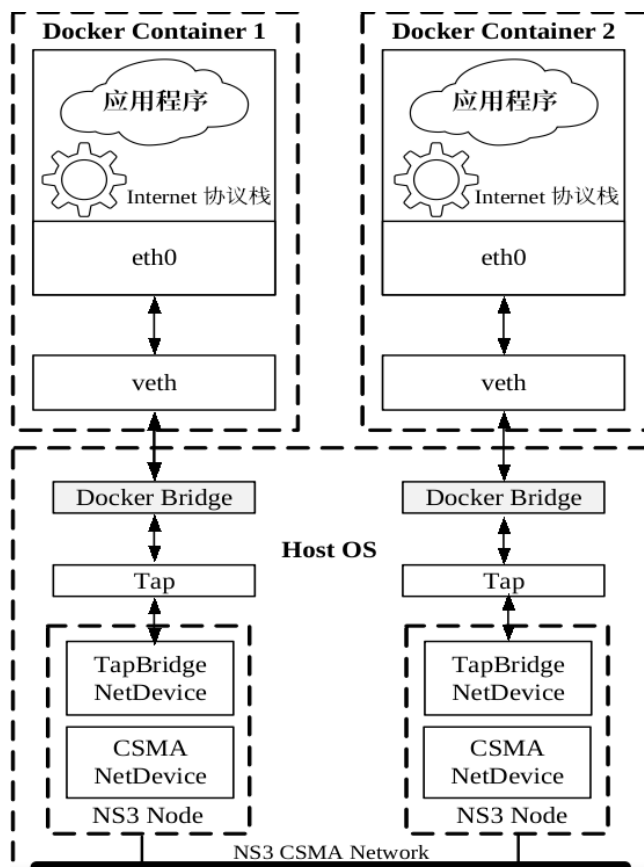 Docker Container 1
Docker Container 2
应用程序
应用程序
Internet 协议栈
Internet 协议栈
eth0
eth0
veth
veth
Docker Bridge
Docker Bridge
Host OS
Tap
Tap
TapBridge
NetDevice
TapBridge
NetDevice
CSMA
NetDevice
CSMA
NetDevice
NS3 Node
NS3 Node
NS3 CSMA Network